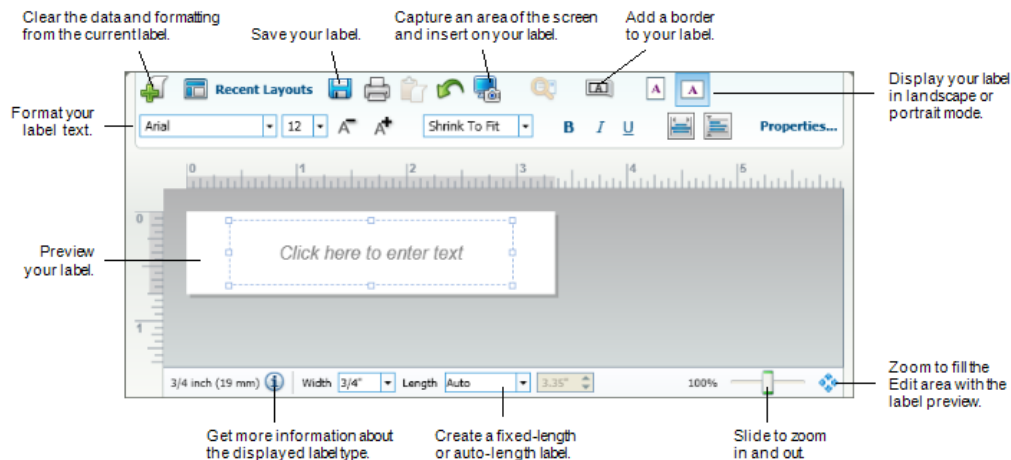 Clear the data and formatting
from the current label.
Save your label.
Capture an area of the screen
and insert on your label.
Add a border
to your label.
Display your label
in landscape or
portrait mode.
Recent Layouts
A
A
A
Format your
label text.
Arial
12
A
A
Shrink To Fit
B I U
Properties...
0 1 2 3 4 5
0
1
Preview
your label.
Click here to enter text
3/4 inch (19 mm) i Width 3/4" Length Auto 3.35" 100%
Zoom to fill the
Edit area with the
label preview.
Get more information about
the displayed label type.
Create a fixed-length
or auto-length label.
Slide to zoom
in and out.